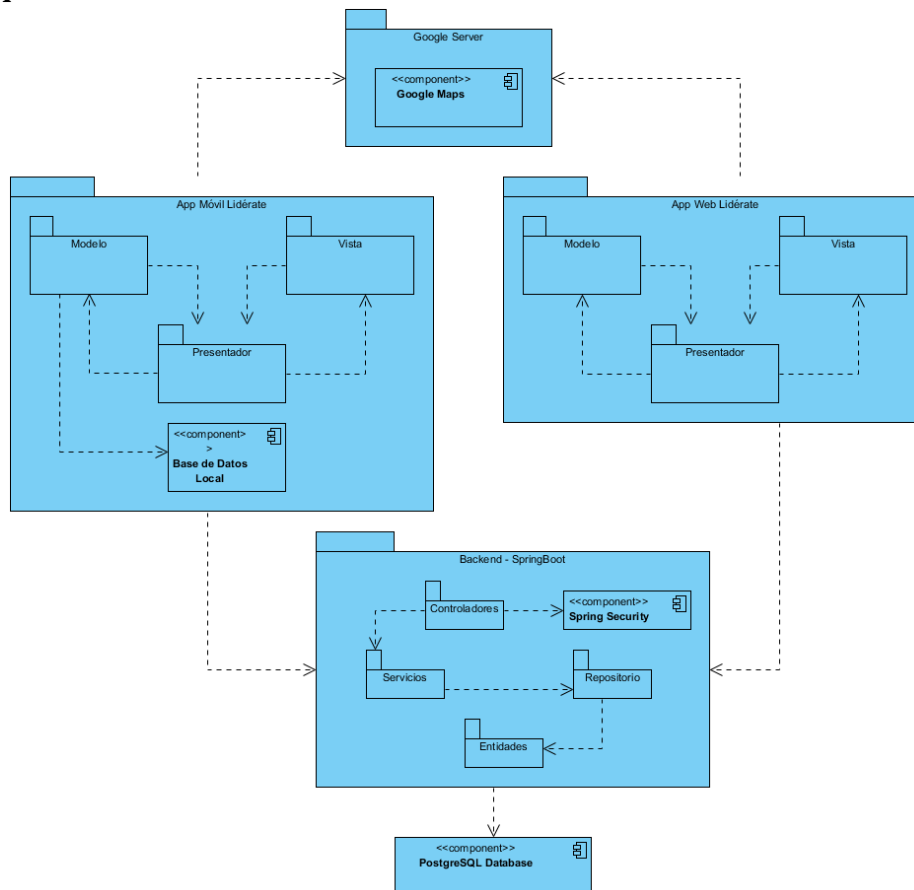 Google Server
<<component>>
Google Maps
App Móvil Lidérate
Modelo
Vista
Presentador
<<component>
>
Base de Datos
Local
App Web Lidérate
Modelo
Vista
Presentador
Backend - SpringBoot
Controladores
<<component>>
Spring Security
Servicios
Repositorio
Entidades
<<component>>
PostgreSQL Database